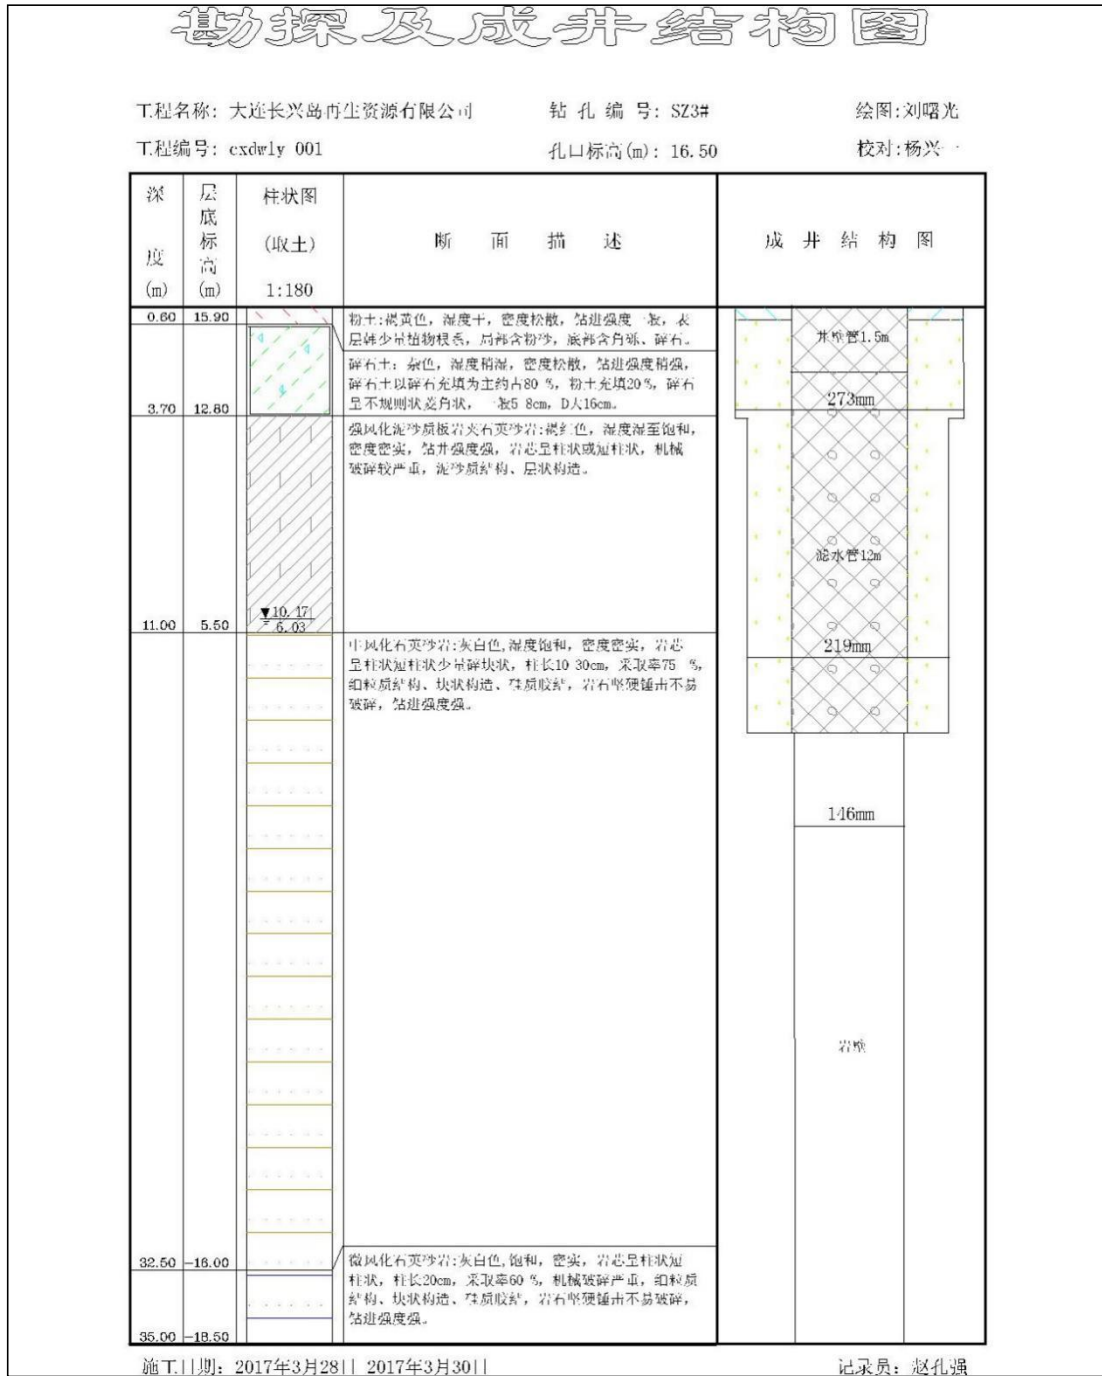 勘探及成井结构图
工程名称: 大连长兴岛再生资源有限公司 钻孔编号: SZ3# 绘图:刘曙光
工程编号: cxdwly 001 孔口标高(m): 16.50 校对:杨兴一
深度(m) 层底标高(m) 柱状图(取土)1:180 断面描述 成井结构图
0.60 15.90
粉土:褐黄色, 湿度干, 密度松散, 钻进强度一般, 表
层含少量植物根系, 局部含粉砂, 底部含角砾、碎石。
井壁管1.5m
碎石土: 杂色, 湿度稍湿, 密度松散, 钻进强度稍强,
碎石土以碎石充填为主约占80 %, 粉土充填20 %, 碎石
呈不规则状菱角状, 一般5 8cm, D大16cm。
273mm
3.70 12.80
强风化泥砂质板岩夹石英砂岩:褐红色, 湿度湿至饱和,
密度密实, 钻井强度强, 岩芯呈柱状或短柱状, 机械
破碎较严重, 泥砂质结构、层状构造。
滤水管12m
10.47
6.03
11.00 5.50
中风化石英砂岩:灰白色,湿度饱和, 密度密实, 岩芯
呈柱状短柱状少量碎块状, 柱长10 30cm, 采取率75 %,
细粒质结构、块状构造、硅质胶结, 岩石坚硬锤击不易
破碎, 钻进强度强。
219mm
146mm
岩壁
32.50 -16.00
微风化石英砂岩:灰白色,饱和, 密实, 岩芯呈柱状短
柱状, 柱长20cm, 采取率60 %, 机械破碎严重, 细粒质
结构、块状构造、硅质胶结, 岩石坚硬锤击不易破碎,
钻进强度强。
35.00 -18.50
施工日期: 2017年3月28日 2017年3月30日 记录员: 赵孔强